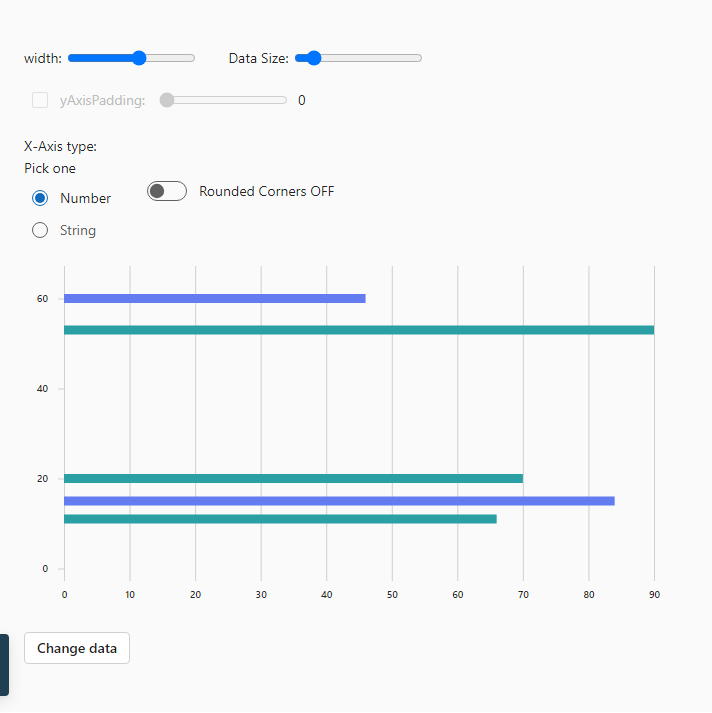 width: Data Size:
yAxisPadding: 0
X-Axis type:
Pick one
Number Rounded Corners OFF
String
60
40
20
0
0 10 20 30 40 50 60 70 80 90
Change data